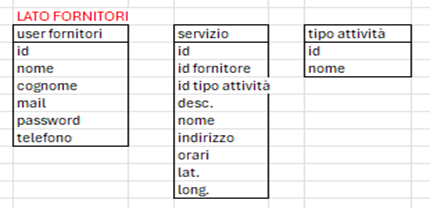 LATO FORNITORI
user fornitori
id
nome
cognome
mail
password
telefono
servizio
id
id fornitore
id tipo attività
desc.
nome
indirizzo
orari
lat.
long.
tipo attività
id
nome